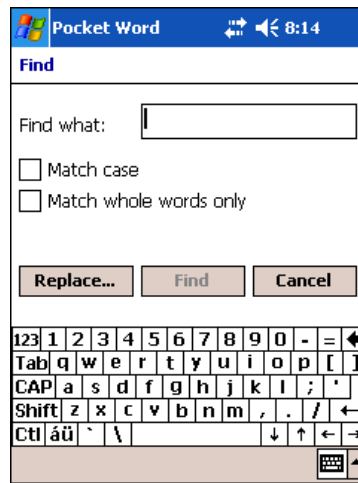 Pocket Word 8:14
Find
Find what:
Match case
Match whole words only
Replace... Find Cancel
123 1 2 3 4 5 6 7 8 9 0 - = 
Tab q w e r t y u i o p [ ]
CAP a s d f g h j k l ; '
Shift z x c v b n m , . / ←
Ctl áü ` \ ↓ ↑ ← →